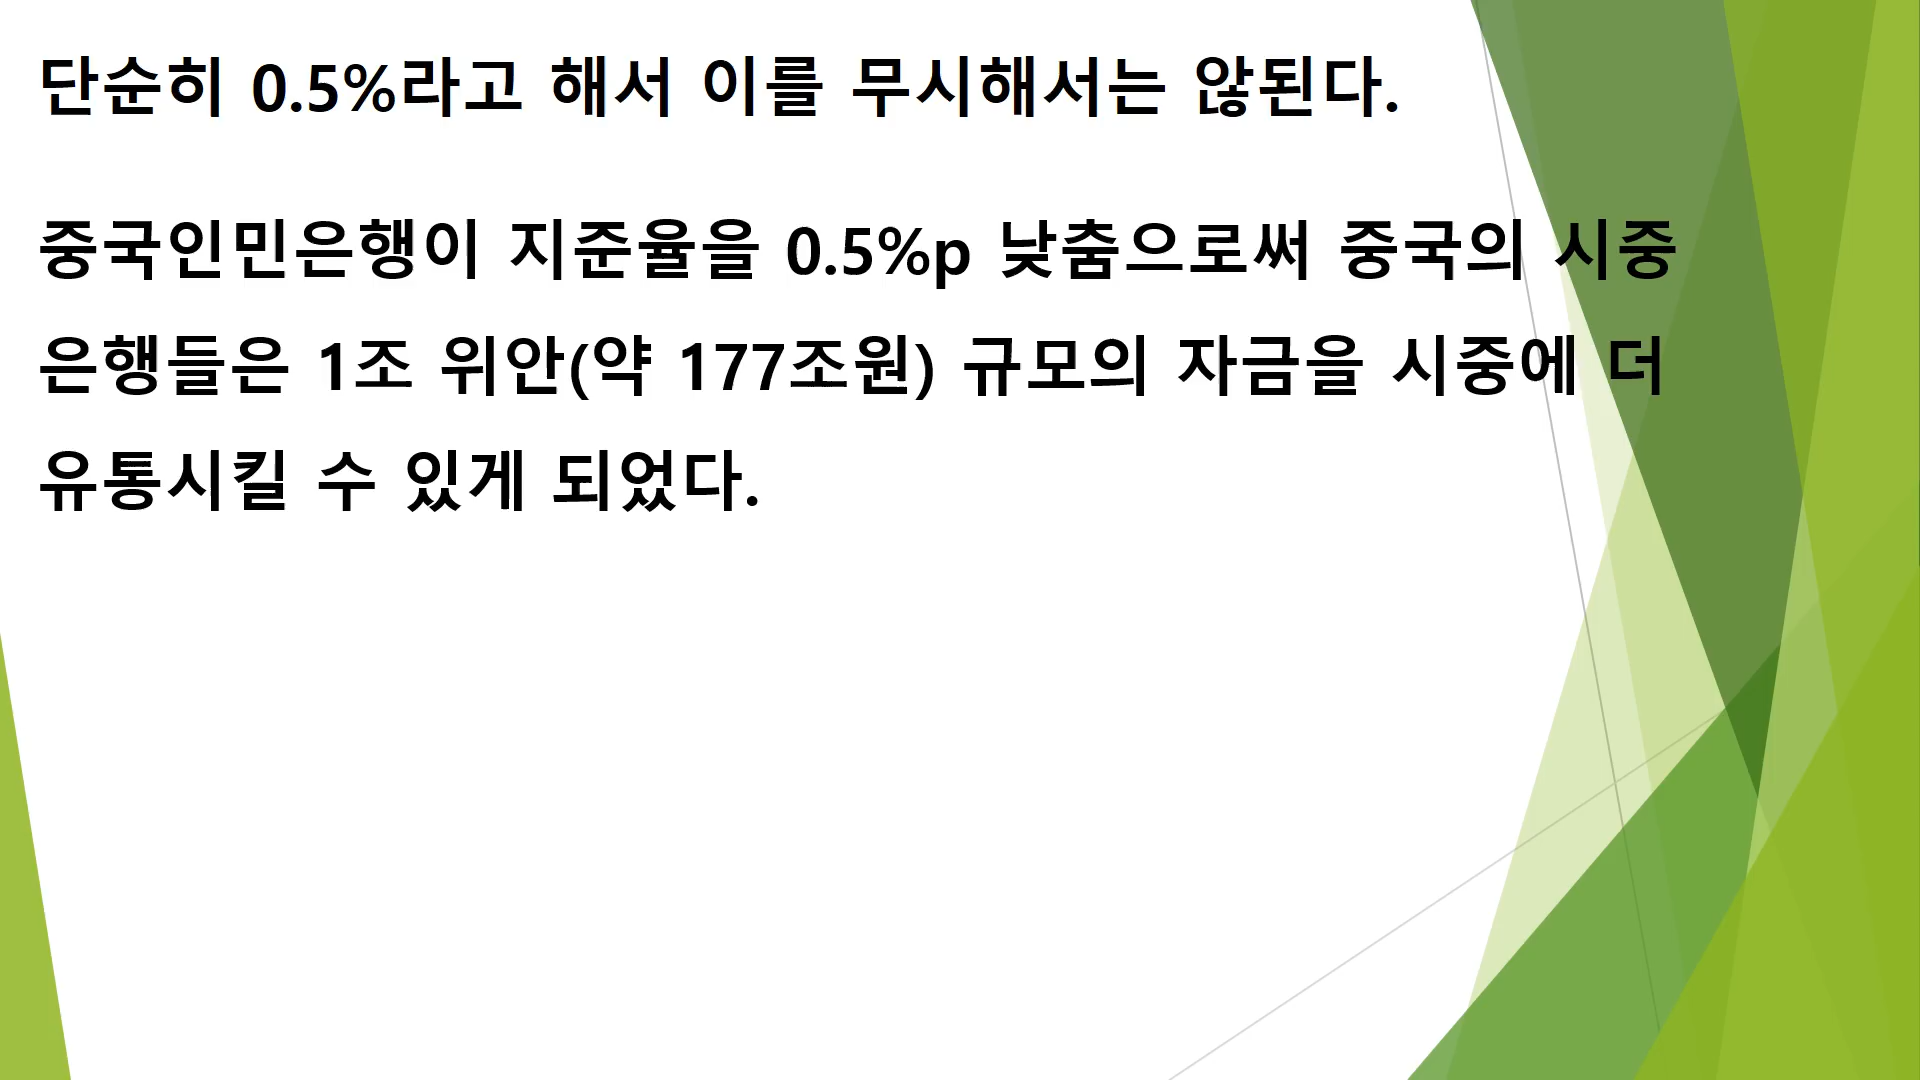 단순히 0.5%라고 해서 이를 무시해서는 않된다.
중국인민은행이 지준율을 0.5%p 낮춤으로써 중국의 시중
은행들은 1조 위안(약 177조원) 규모의 자금을 시중에 더
유통시킬 수 있게 되었다.